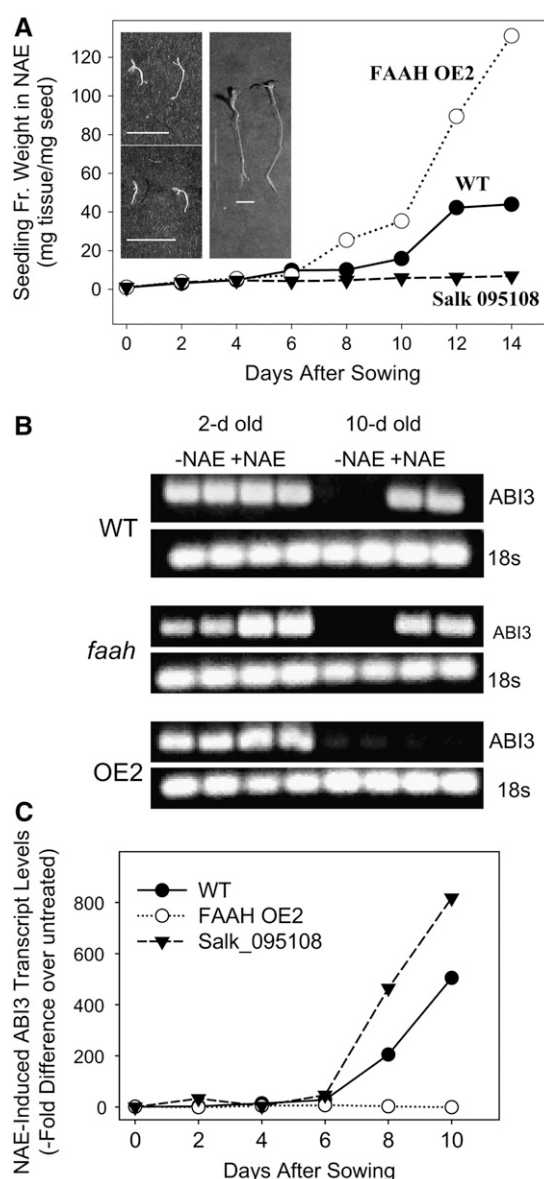 A
Seedling Fr. Weight in NAE
(mg tissue/mg seed)
120
100
80
60
40
20
0
FAAH OE2
WT
Salk 095108
0 2 4 6 8 10 12 14
Days After Sowing
B
2-d old 10-d old
-NAE +NAE -NAE +NAE
WT
ABI3
18s
faah
ABI3
18s
OE2
ABI3
18s
C
NAE-Induced ABI3 Transcript Levels
(-Fold Difference over untreated)
800
600
400
200
0
WT
FAAH OE2
Salk_095108
0 2 4 6 8 10
Days After Sowing